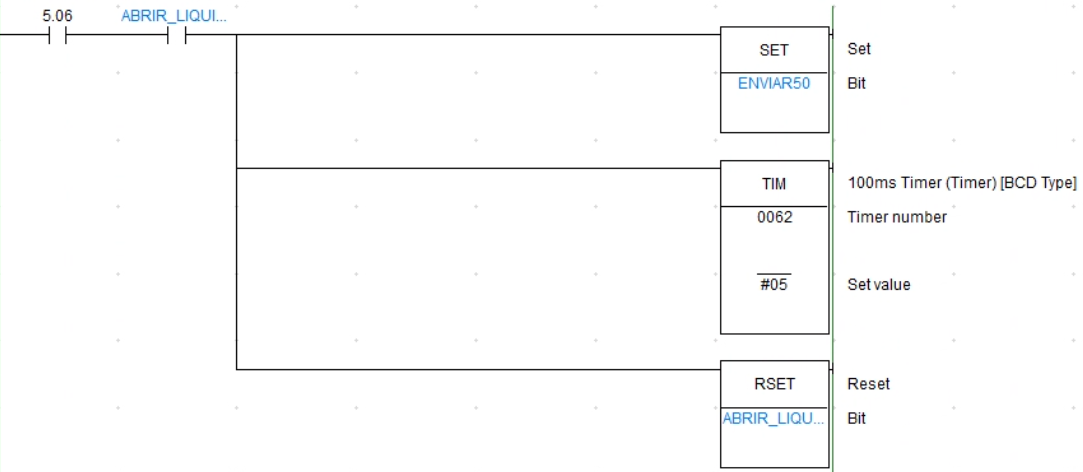 5.06 ABRIR_LIQUI...
SET Set
ENVIAR50 Bit
TIM 100ms Timer (Timer) [BCD Type]
0062 Timer number
#05 Set value
RSET Reset
ABRIR_LIQU... Bit